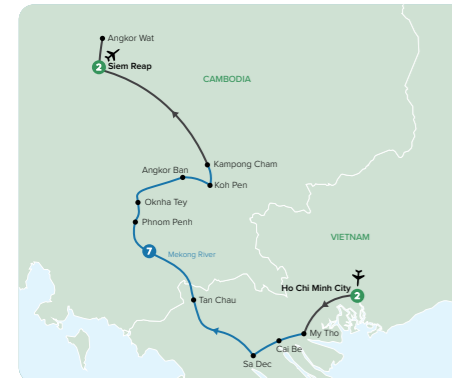 Angkor Wat
2
Siem Reap
CAMBODIA
Kampong Cham
Angkor Ban
Koh Pen
Oknha Tey
Phnom Penh
7
Mekong River
VIETNAM
Ho Chi Minh City
2
Tan Chau
My Tho
Cai Be
Sa Dec